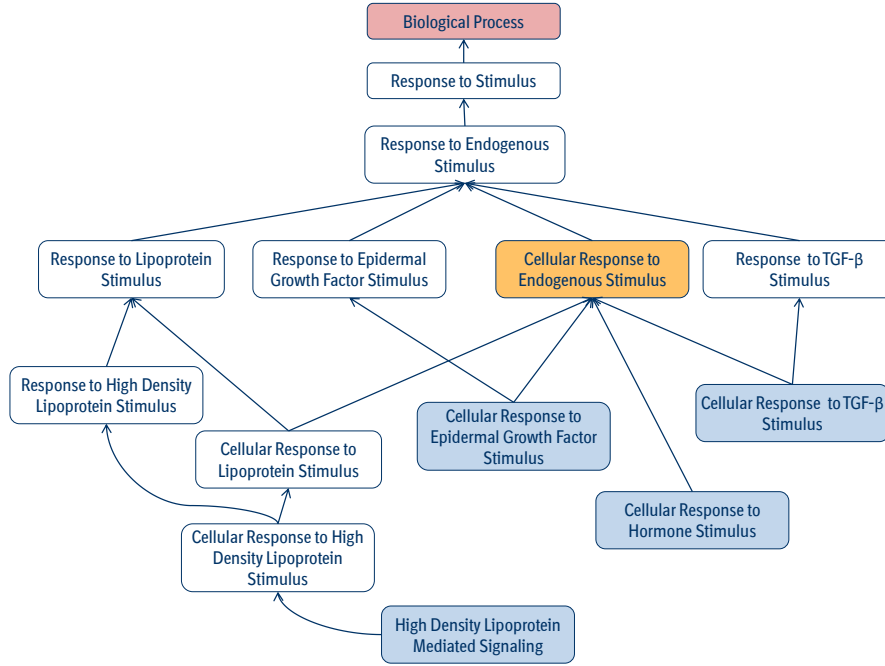 Biological Process
Response to Stimulus
Response to Endogenous
Stimulus
Response to Lipoprotein
Stimulus
Response to Epidermal
Growth Factor Stimulus
Cellular Response to
Endogenous Stimulus
Response to TGF-β
Stimulus
Response to High Density
Lipoprotein Stimulus
Cellular Response to
Epidermal Growth Factor
Stimulus
Cellular Response to TGF-β
Stimulus
Cellular Response to
Lipoprotein Stimulus
Cellular Response to
Hormone Stimulus
Cellular Response to High
Density Lipoprotein
Stimulus
High Density Lipoprotein
Mediated Signaling